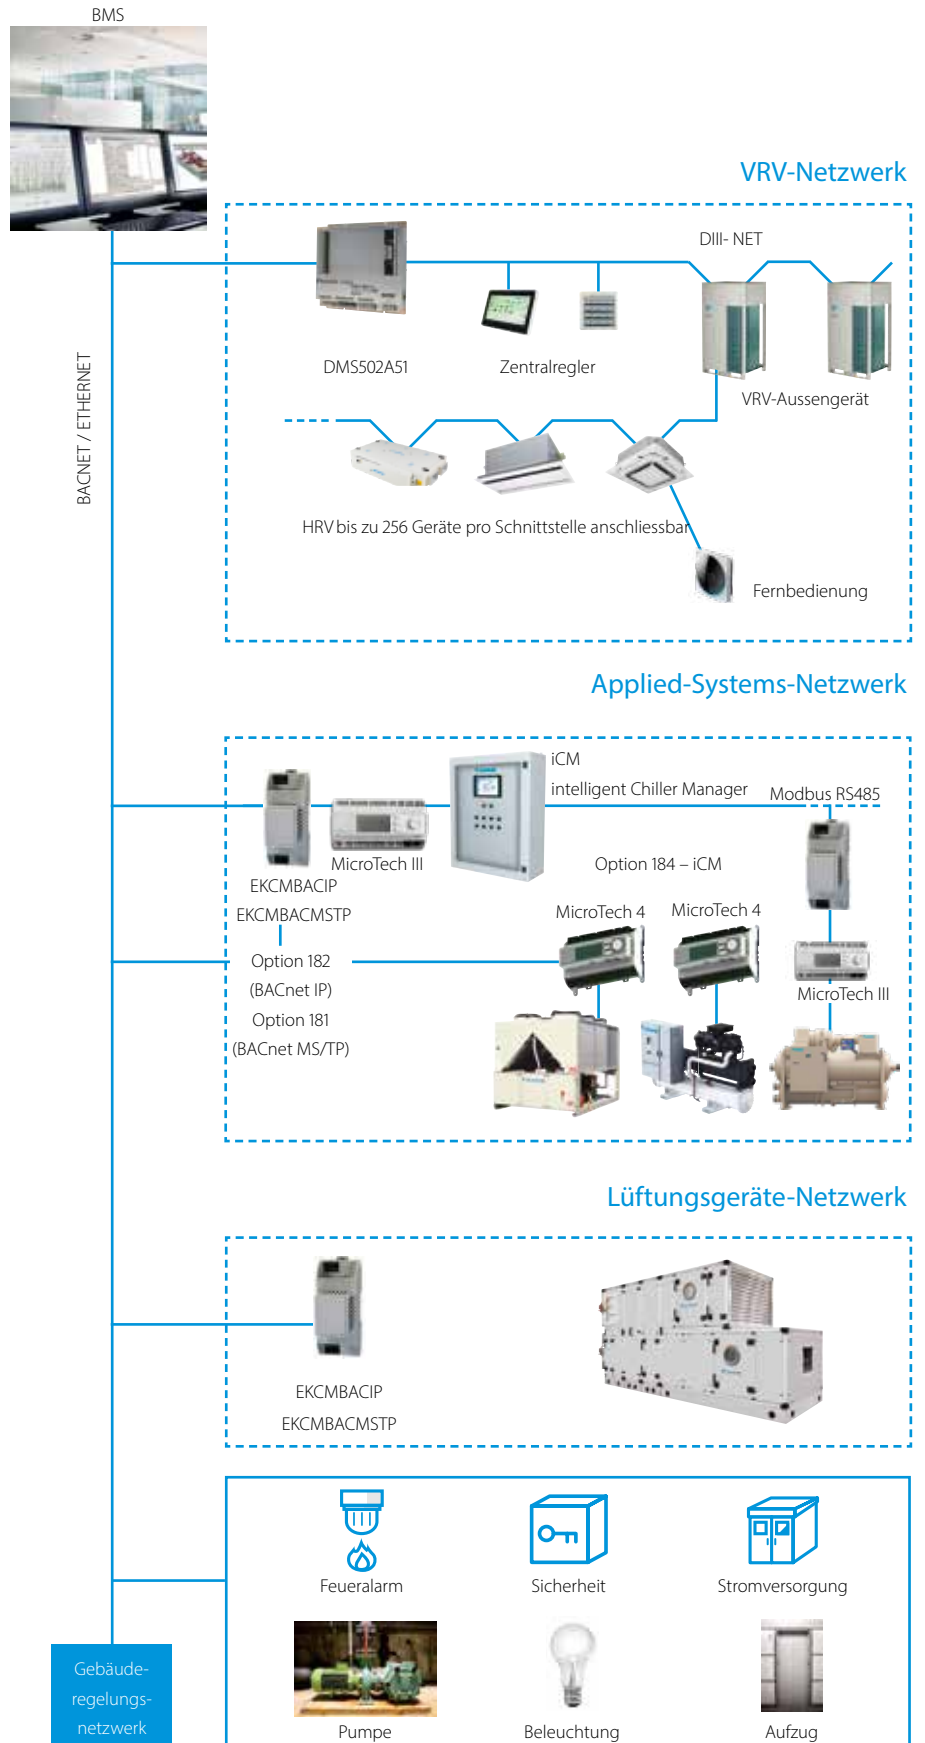 BMS
BACNET / ETHERNET
VRV-Netzwerk
DIII- NET
DMS502A51
Zentralregler
VRV-Aussengerät
HRV bis zu 256 Geräte pro Schnittstelle anschliessbar
Fernbedienung
Applied-Systems-Netzwerk
iCM
intelligent Chiller Manager
Modbus RS485
MicroTech III
EKCMBACIP
EKCMBACMSTP
Option 184 – iCM
MicroTech 4
MicroTech 4
Option 182
(BACnet IP)
Option 181
(BACnet MS/TP)
MicroTech III
Lüftungsgeräte-Netzwerk
EKCMBACIP
EKCMBACMSTP
Feueralarm
Sicherheit
Stromversorgung
Pumpe
Beleuchtung
Aufzug
Gebäude-
regelungs-
netzwerk